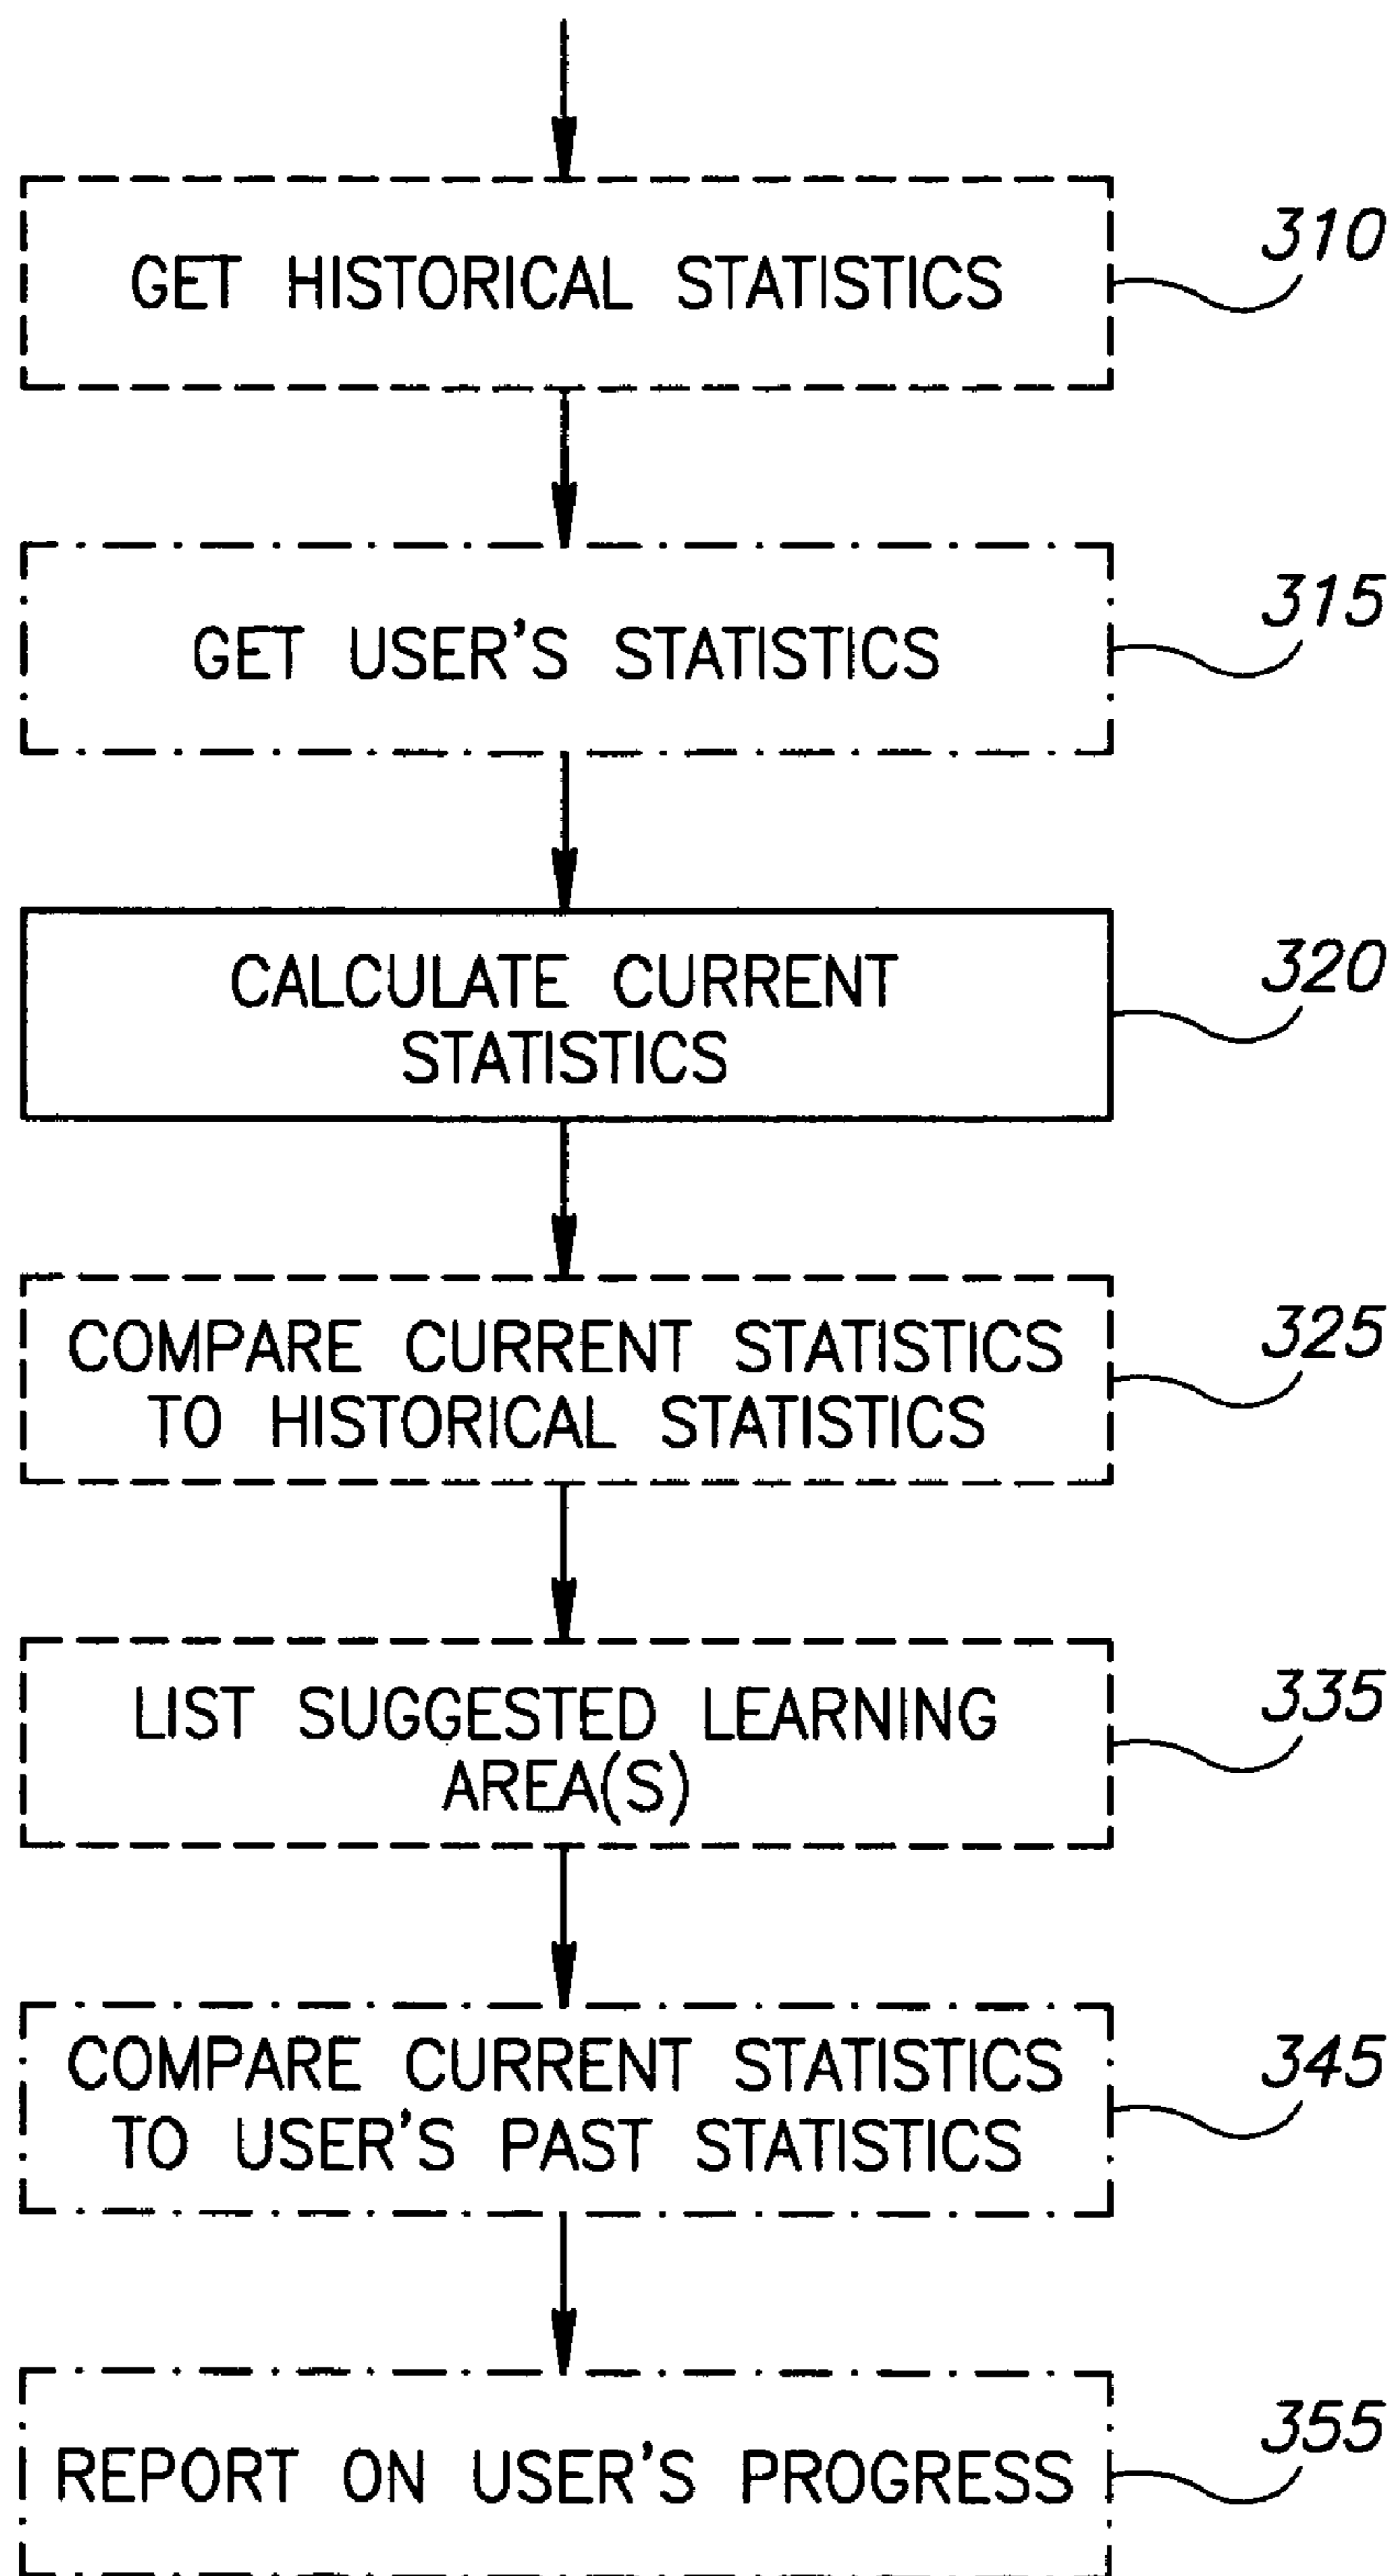 GET HISTORICAL STATISTICS
310
GET USER'S STATISTICS
315
CALCULATE CURRENT
STATISTICS
320
COMPARE CURRENT STATISTICS
TO HISTORICAL STATISTICS
325
LIST SUGGESTED LEARNING
AREA(S)
335
COMPARE CURRENT STATISTICS
TO USER'S PAST STATISTICS
345
REPORT ON USER'S PROGRESS
355